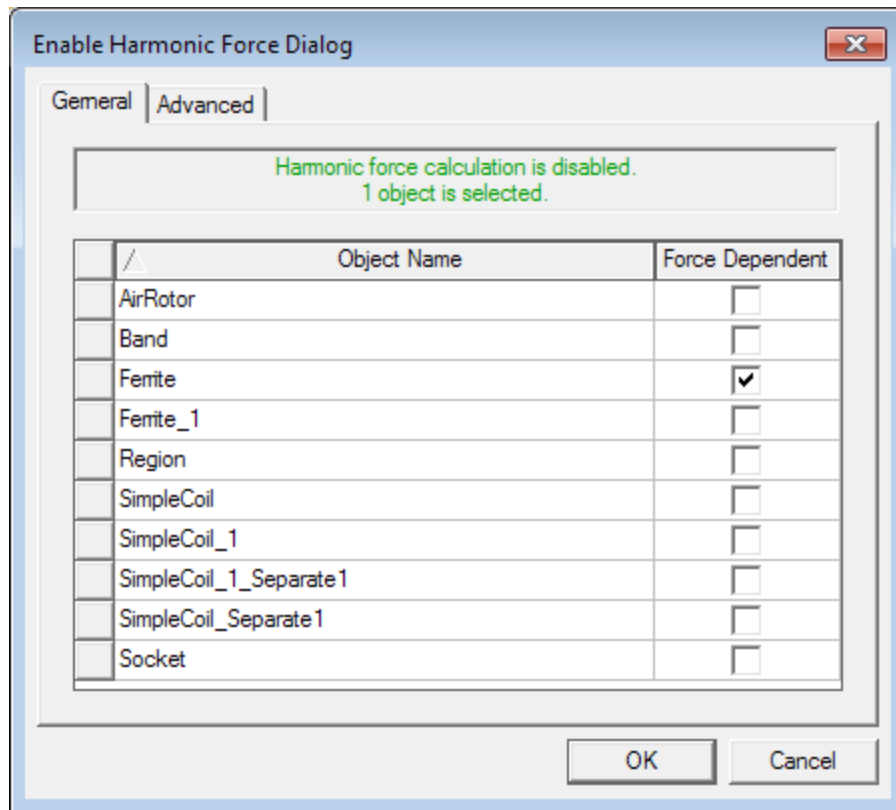 Enable Harmonic Force Dialog
Gemeral Advanced
Harmonic force calculation is disabled.
1 object is selected.
Object Name Force Dependent
AirRotor
Band
Ferrite
Ferrite_1
Region
SimpleCoil
SimpleCoil_1
SimpleCoil_1_Separate1
SimpleCoil_Separate1
Socket
OK Cancel